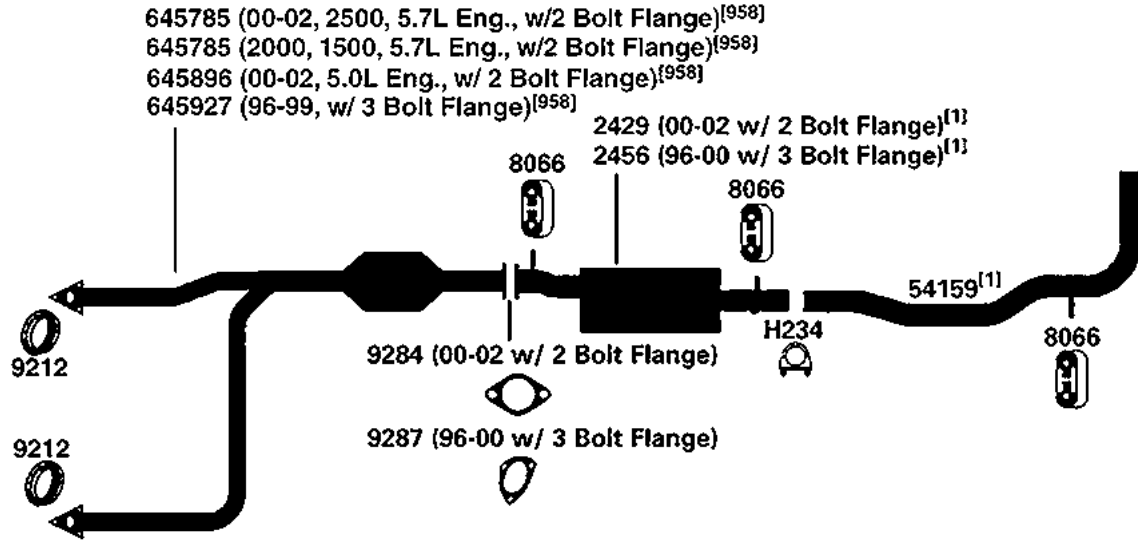 645785 (00-02, 2500, 5.7L Eng., w/2 Bolt Flange)[958]
645785 (2000, 1500, 5.7L Eng., w/2 Bolt Flange)[958]
645896 (00-02, 5.0L Eng., w/ 2 Bolt Flange)[958]
645927 (96-99, w/ 3 Bolt Flange)[958]
2429 (00-02 w/ 2 Bolt Flange)[1]
2456 (96-00 w/ 3 Bolt Flange)[1]
8066
8066
54159[1]
H234
8066
9212
9284 (00-02 w/ 2 Bolt Flange)
9287 (96-00 w/ 3 Bolt Flange)
9212